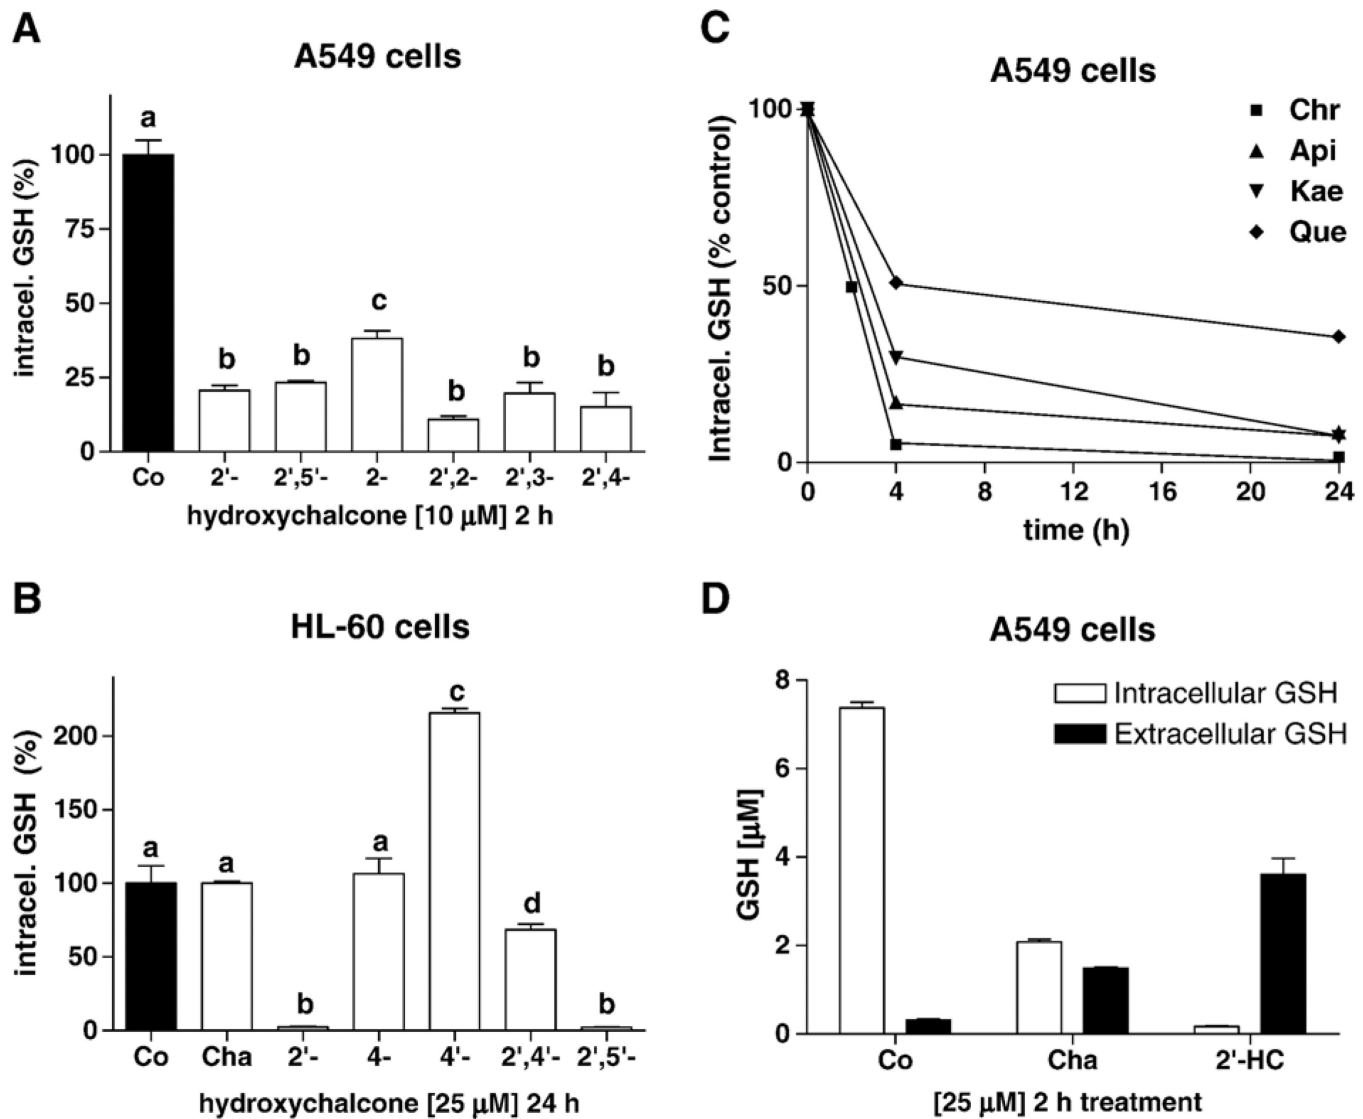 A
A549 cells
intracel. GSH (%)
100
75
50
25
0
a
b
b
c
b
b
b
Co 2'- 2',5'- 2- 2',2- 2',3- 2',4-
hydroxychalcone [10 µM] 2 h
B
HL-60 cells
intracel. GSH (%)
200
150
100
50
0
a
a
b
a
c
d
b
Co Cha 2'- 4- 4'- 2',4'- 2',5'-
hydroxychalcone [25 µM] 24 h
C
A549 cells
Intracel. GSH (% control)
100
50
0
Chr
Api
Kae
Que
0 4 8 12 16 20 24
time (h)
D
A549 cells
GSH [µM]
8
6
4
2
0
Intracellular GSH
Extracellular GSH
Co Cha 2'-HC
[25 µM] 2 h treatment